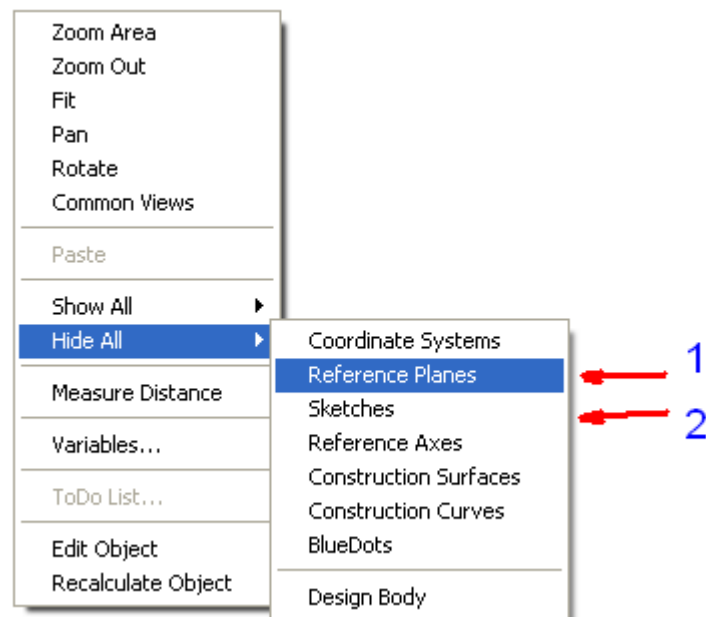 Zoom Area
Zoom Out
Fit
Pan
Rotate
Common Views
Paste
Show All
Hide All
Measure Distance
Variables...
ToDo List...
Edit Object
Recalculate Object
Coordinate Systems
Reference Planes
Sketches
Reference Axes
Construction Surfaces
Construction Curves
BlueDots
Design Body
1
2